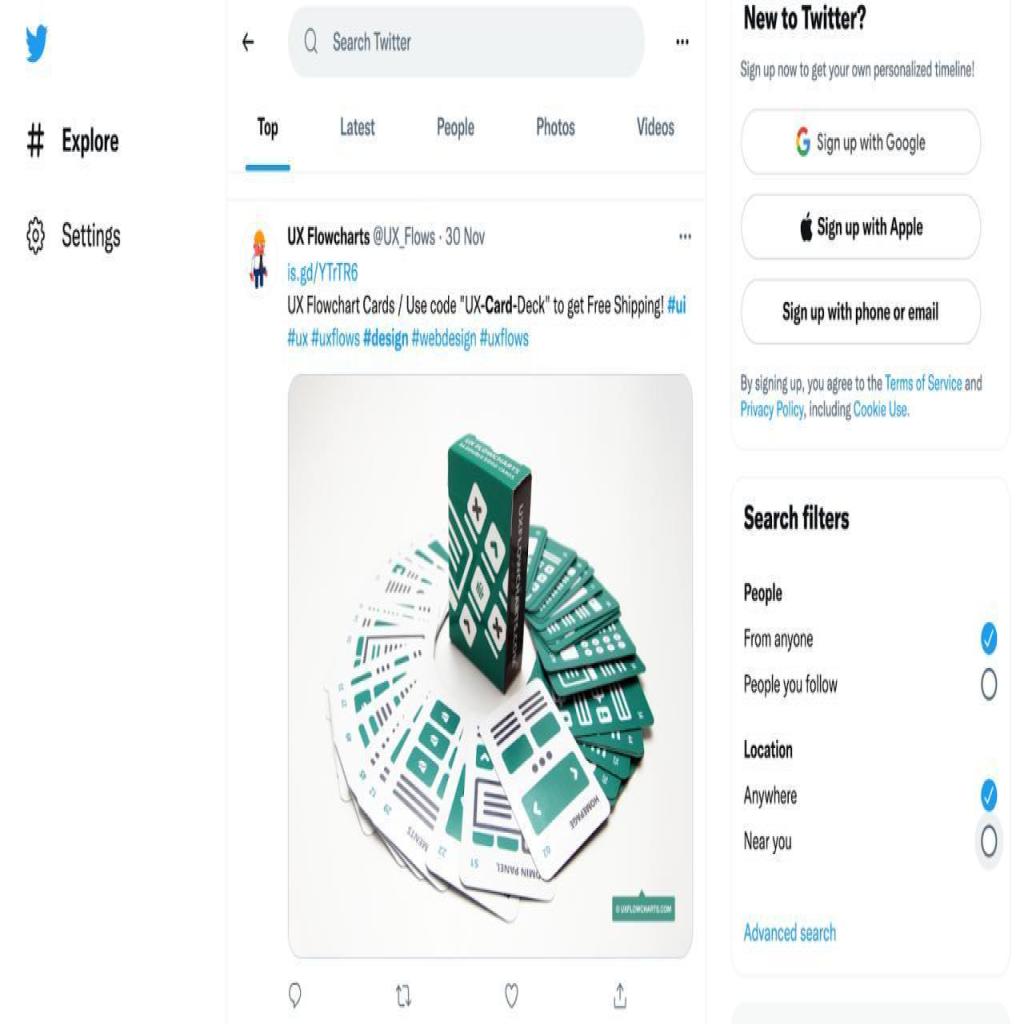 Search Twitter
Explore
Settings
Top
Latest
People
Photos
Videos
UX Flowcharts @UX_Flows · 30 Nov
is.gd/YTrTR6
UX Flowchart Cards / Use code "UX-Card-Deck" to get Free Shipping! #ui
#ux #uxflows #design #webdesign #uxflows
UX FLOWCHARTS
HOMEPAGE
02
51
22
29
12
© UXFLOWCHARTS.COM
New to Twitter?
Sign up now to get your own personalized timeline!
Sign up with Google
Sign up with Apple
Sign up with phone or email
By signing up, you agree to the Terms of Service and
Privacy Policy, including Cookie Use.
Search filters
People
From anyone
People you follow
Location
Anywhere
Near you
Advanced search